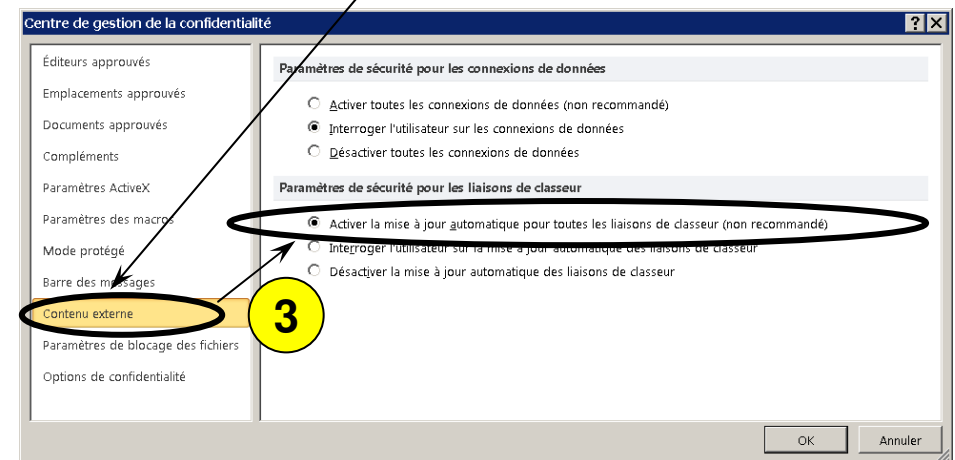 Centre de gestion de la confidentialité
Éditeurs approuvés
Emplacements approuvés
Documents approuvés
Compléments
Paramètres ActiveX
Paramètres des macros
Mode protégé
Barre des messages
Contenu externe
Paramètres de blocage des fichiers
Options de confidentialité
Paramètres de sécurité pour les connexions de données
Activer toutes les connexions de données (non recommandé)
Interroger l'utilisateur sur les connexions de données
Désactiver toutes les connexions de données
Paramètres de sécurité pour les liaisons de classeur
Activer la mise à jour automatique pour toutes les liaisons de classeur (non recommandé)
Interroger l'utilisateur sur la mise à jour automatique des liaisons de classeur
Désactiver la mise à jour automatique des liaisons de classeur
3
OK
Annuler